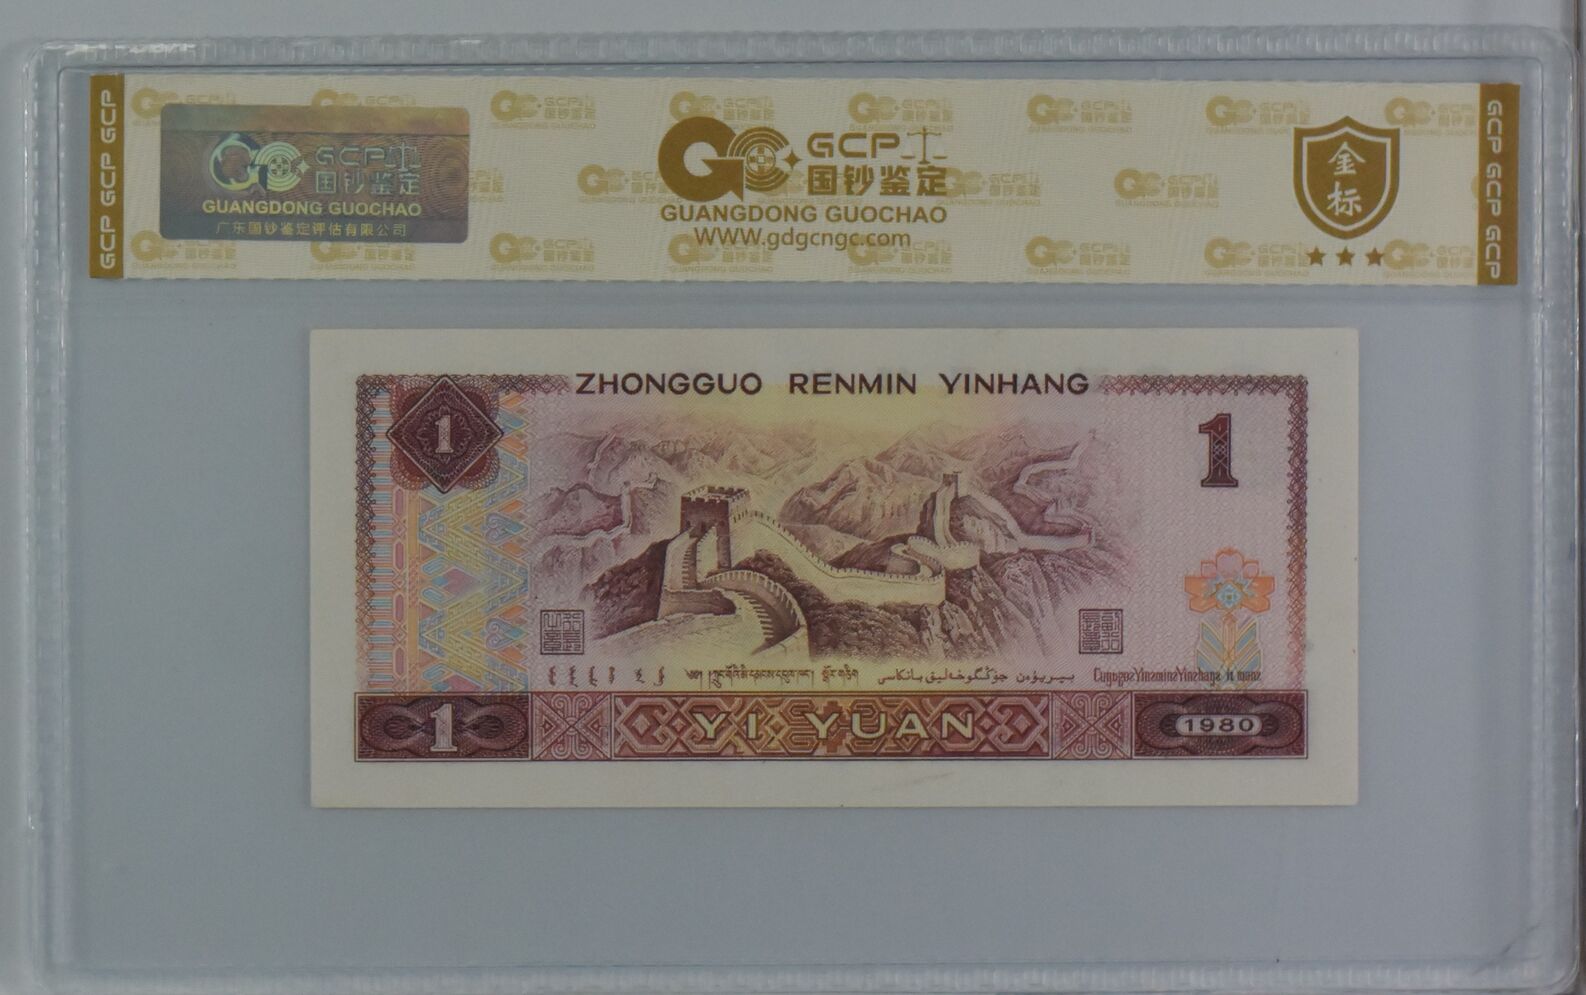 GCP GCP GCP
GCP 国钞鉴定
GUANGDONG GUOCHAO
广东国钞鉴定评估有限公司
GCP
国钞鉴定
GUANGDONG GUOCHAO
WWW.gdgcngc.com
金标
GCP GCP GCP
ZHONGGUO RENMIN YINHANG
1
1
1
YI YUAN
1980